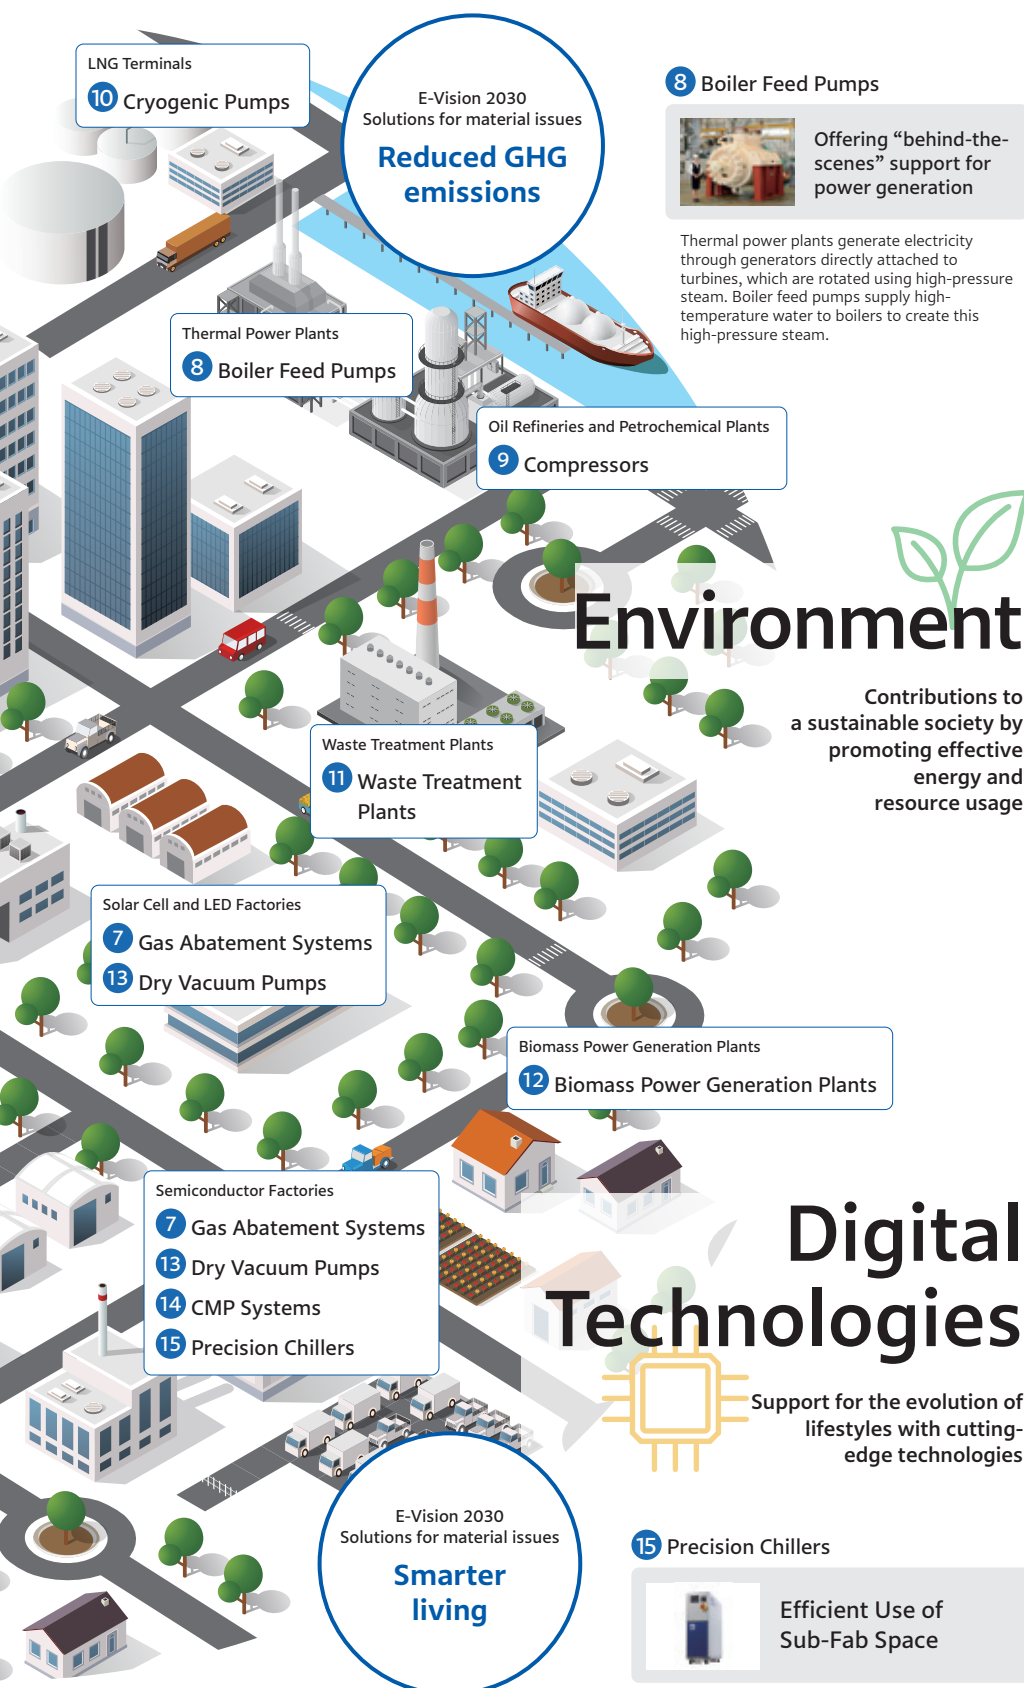 LNG Terminals
10 Cryogenic Pumps
E-Vision 2030
Solutions for material issues
Reduced GHG
emissions
8 Boiler Feed Pumps
Offering “behind-the-
scenes” support for
power generation
Thermal power plants generate electricity
through generators directly attached to
turbines, which are rotated using high-pressure
steam. Boiler feed pumps supply high-
temperature water to boilers to create this
high-pressure steam.
Thermal Power Plants
8 Boiler Feed Pumps
Oil Refineries and Petrochemical Plants
9 Compressors
Environment
Contributions to
a sustainable society by
promoting effective
energy and
resource usage
Waste Treatment Plants
11 Waste Treatment
Plants
Solar Cell and LED Factories
7 Gas Abatement Systems
13 Dry Vacuum Pumps
Biomass Power Generation Plants
12 Biomass Power Generation Plants
Semiconductor Factories
7 Gas Abatement Systems
13 Dry Vacuum Pumps
14 CMP Systems
15 Precision Chillers
Digital
Technologies
Support for the evolution of
lifestyles with cutting-
edge technologies
E-Vision 2030
Solutions for material issues
Smarter
living
15 Precision Chillers
Efficient Use of
Sub-Fab Space